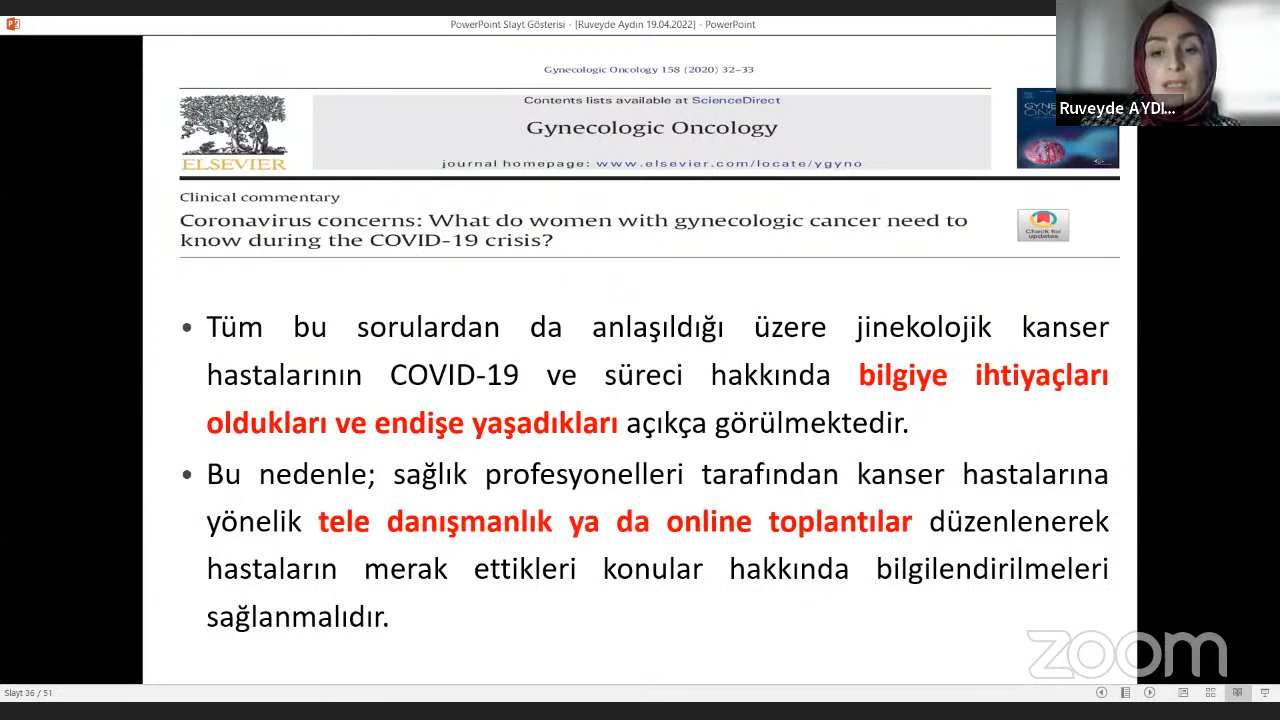 PowerPoint Slayt Gösterisi - [Ruveyde Aydın 19.04.2022] - PowerPoint
Ruveyde AYDI...
Gynecologic Oncology 158 (2020) 32–33
Contents lists available at ScienceDirect
Gynecologic Oncology
journal homepage: www.elsevier.com/locate/ygyno
ELSEVIER
Clinical commentary
Coronavirus concerns: What do women with gynecologic cancer need to
know during the COVID-19 crisis?
Check for
updates
• Tüm bu sorulardan da anlaşıldığı üzere jinekolojik kanser
hastalarının COVID-19 ve süreci hakkında bilgiye ihtiyaçları
oldukları ve endişe yaşadıkları açıkça görülmektedir.
• Bu nedenle; sağlık profesyonelleri tarafından kanser hastalarına
yönelik tele danışmanlık ya da online toplantılar düzenlenerek
hastaların merak ettikleri konular hakkında bilgilendirilmeleri
sağlanmalıdır.
zoom
Slayt 36 / 51